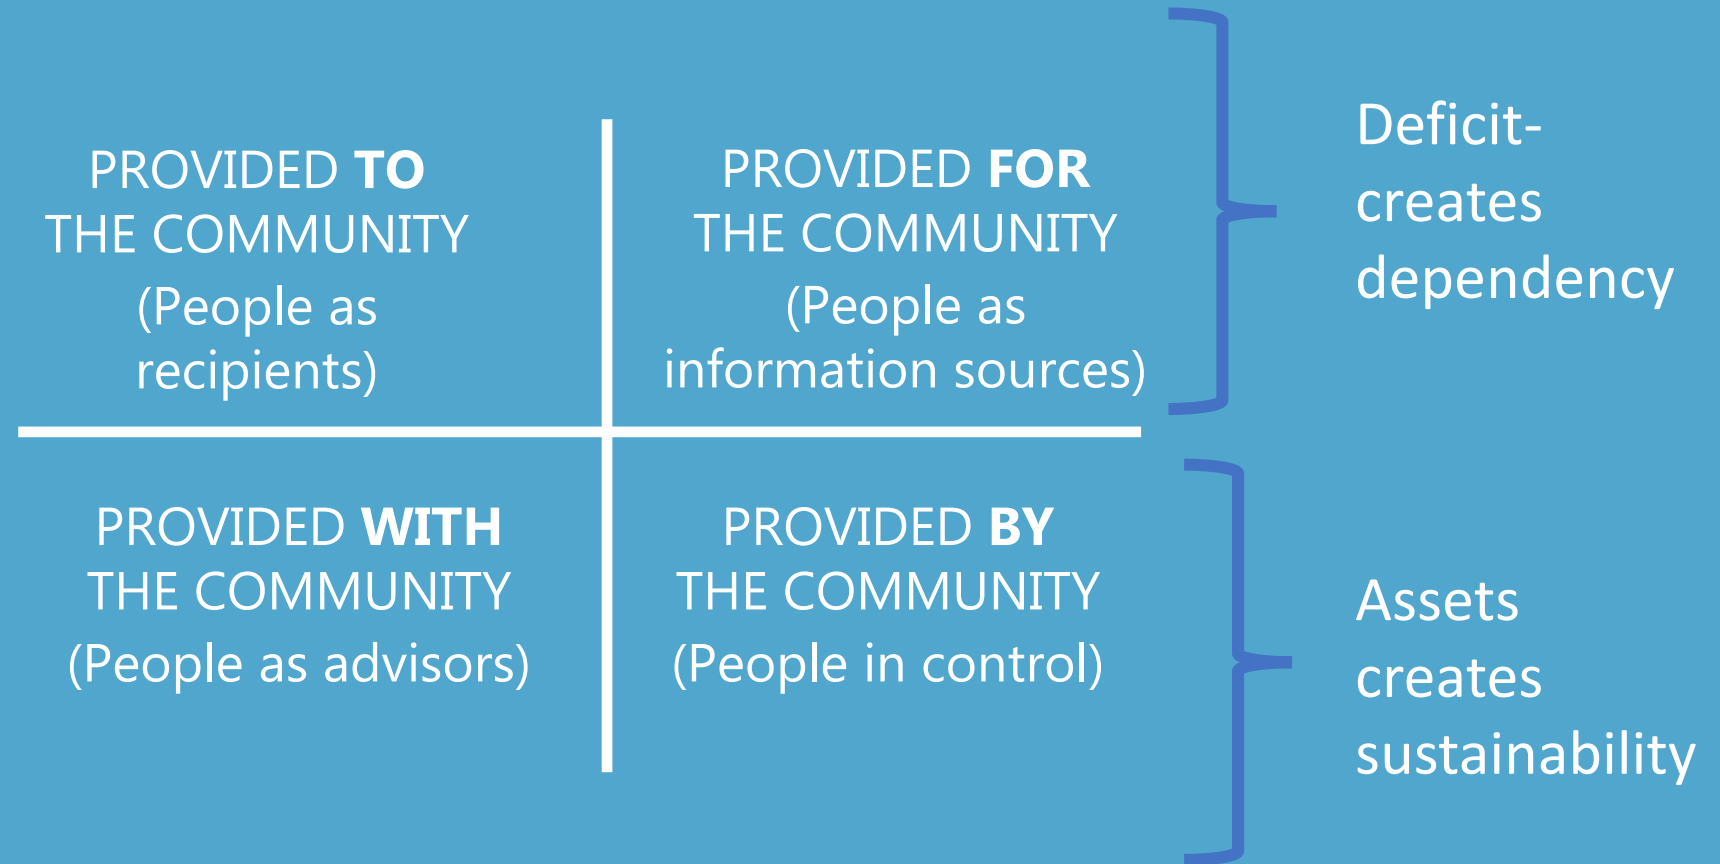 PROVIDED TO
THE COMMUNITY
(People as
recipients)
PROVIDED FOR
THE COMMUNITY
(People as
information sources)
Deficit-
creates
dependency
PROVIDED WITH
THE COMMUNITY
(People as advisors)
PROVIDED BY
THE COMMUNITY
(People in control)
Assets
creates
sustainability